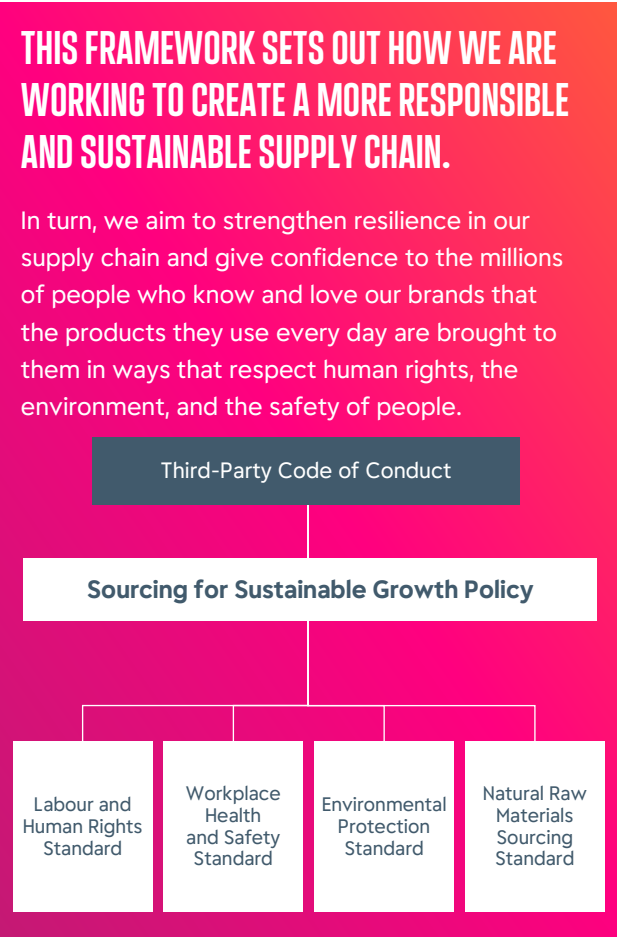 THIS FRAMEWORK SETS OUT HOW WE ARE
WORKING TO CREATE A MORE RESPONSIBLE
AND SUSTAINABLE SUPPLY CHAIN.
In turn, we aim to strengthen resilience in our
supply chain and give confidence to the millions
of people who know and love our brands that
the products they use every day are brought to
them in ways that respect human rights, the
environment, and the safety of people.
Third-Party Code of Conduct
Sourcing for Sustainable Growth Policy
Labour and
Human Rights
Standard
Workplace
Health
and Safety
Standard
Environmental
Protection
Standard
Natural Raw
Materials
Sourcing
Standard